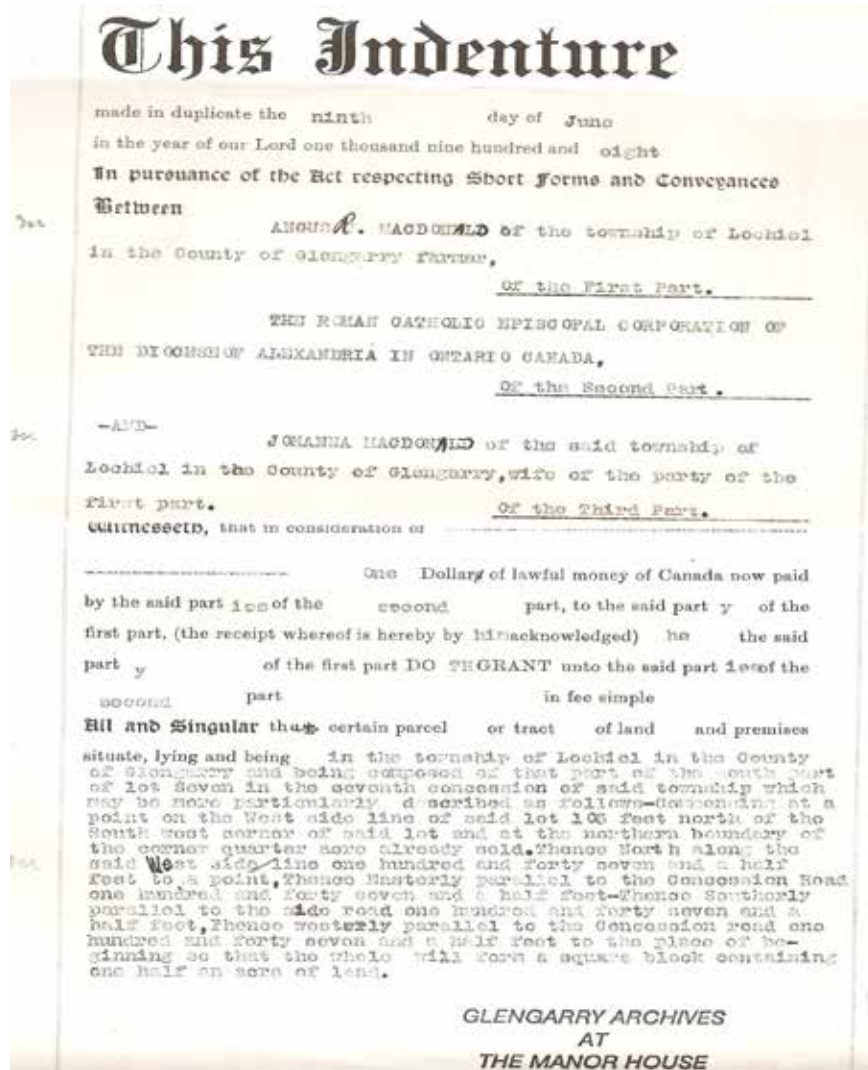 This Indenture
made in duplicate the ninth day of June
in the year of our Lord one thousand nine hundred and eight
In pursuance of the Act respecting Short Forms and Conveyances
Between
ANGUS R. MACDONALD of the township of Lochiel
in the County of Glengarry farmer,
Of the First Part.
THE ROMAN CATHOLIC EPISCOPAL CORPORATION OF
THE DIOCESE OF ALEXANDRIA IN ONTARIO CANADA,
Of the Second Part.
-AND-
JOHANNA MACDONALD of the said township of
Lochiel in the County of Glengarry, wife of the party of the
first part. Of the Third Part.
Witnesseth, that in consideration of
One Dollar of lawful money of Canada now paid
by the said part ies of the second part, to the said part y of the
first part, (the receipt whereof is hereby by him acknowledged) he the said
part y of the first part DO TH GRANT unto the said part ies of the
second part in fee simple
All and Singular that certain parcel or tract of land and premises
situate, lying and being in the township of Lochiel in the County
of Glengarry and being composed of that part of the south part
of lot Seven in the seventh concession of said township which
may be more particularly described as follows-Commencing at a
point on the West side line of said lot feet north of the
South west corner of said lot and at the northern boundary of
the corner quarter acre already sold. Thence North along the
said West side line one hundred and forty seven and a half
feet to a point, Thence Easterly parallel to the Concession Road
one hundred and forty seven and a half feet-Thence Southerly
parallel to the side road one hundred and forty seven and a
half feet, Thence westerly parallel to the Concession road one
hundred and forty seven and a half feet to the place of be-
ginning so that the whole will form a square block containing
one half an acre of land.
GLENGARRY ARCHIVES
AT
THE MANOR HOUSE